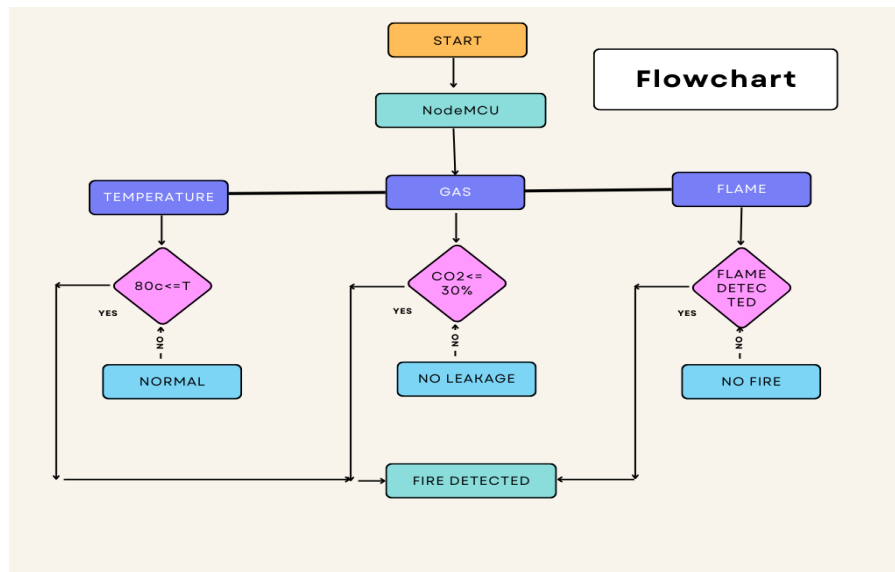 START
Flowchart
NodeMCU
TEMPERATURE
GAS
FLAME
80c<=T
CO2<=
30%
FLAME
DETEC
TED
YES
YES
YES
NO
NO
NO
NORMAL
NO LEAKAGE
NO FIRE
FIRE DETECTED